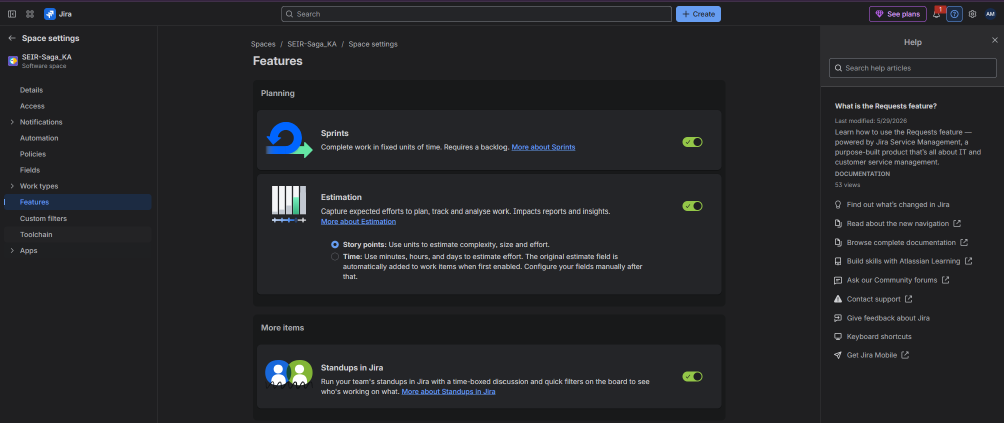 Jira
Search
+ Create
See plans
1
AM
Space settings
SEIR-Saga_KA
Software space
Details
Access
Notifications
Automation
Policies
Fields
Work types
Features
Custom filters
Toolchain
Apps
Spaces / SEIR-Saga_KA / Space settings
Features
Planning
Sprints
Complete work in fixed units of time. Requires a backlog. More about Sprints
Estimation
Capture expected efforts to plan, track and analyse work. Impacts reports and insights.
More about Estimation
Story points: Use units to estimate complexity, size and effort.
Time: Use minutes, hours, and days to estimate effort. The original estimate field is
automatically added to work items when first enabled. Configure your fields manually after
that.
More items
Standups in Jira
Run your team's standups in Jira with a time-boxed discussion and quick filters on the board to see
who's working on what. More about Standups in Jira
Help
Search help articles
What is the Requests feature?
Last modified: 5/29/2026
Learn how to use the Requests feature —
powered by Jira Service Management, a
purpose-built product that's all about IT and
customer service management.
DOCUMENTATION
53 views
Find out what's changed in Jira
Read about the new navigation
Browse complete documentation
Build skills with Atlassian Learning
Ask our Community forums
Contact support
Give feedback about Jira
Keyboard shortcuts
Get Jira Mobile